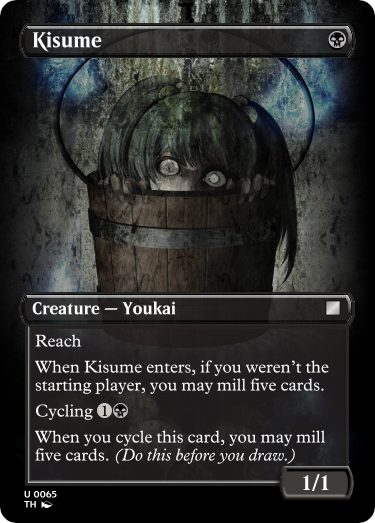 Kisume
Creature — Youkai
Reach
When Kisume enters, if you weren't the
starting player, you may mill five cards.
Cycling 1
When you cycle this card, you may mill
five cards. (Do this before you draw.)
1/1
U 0065
TH